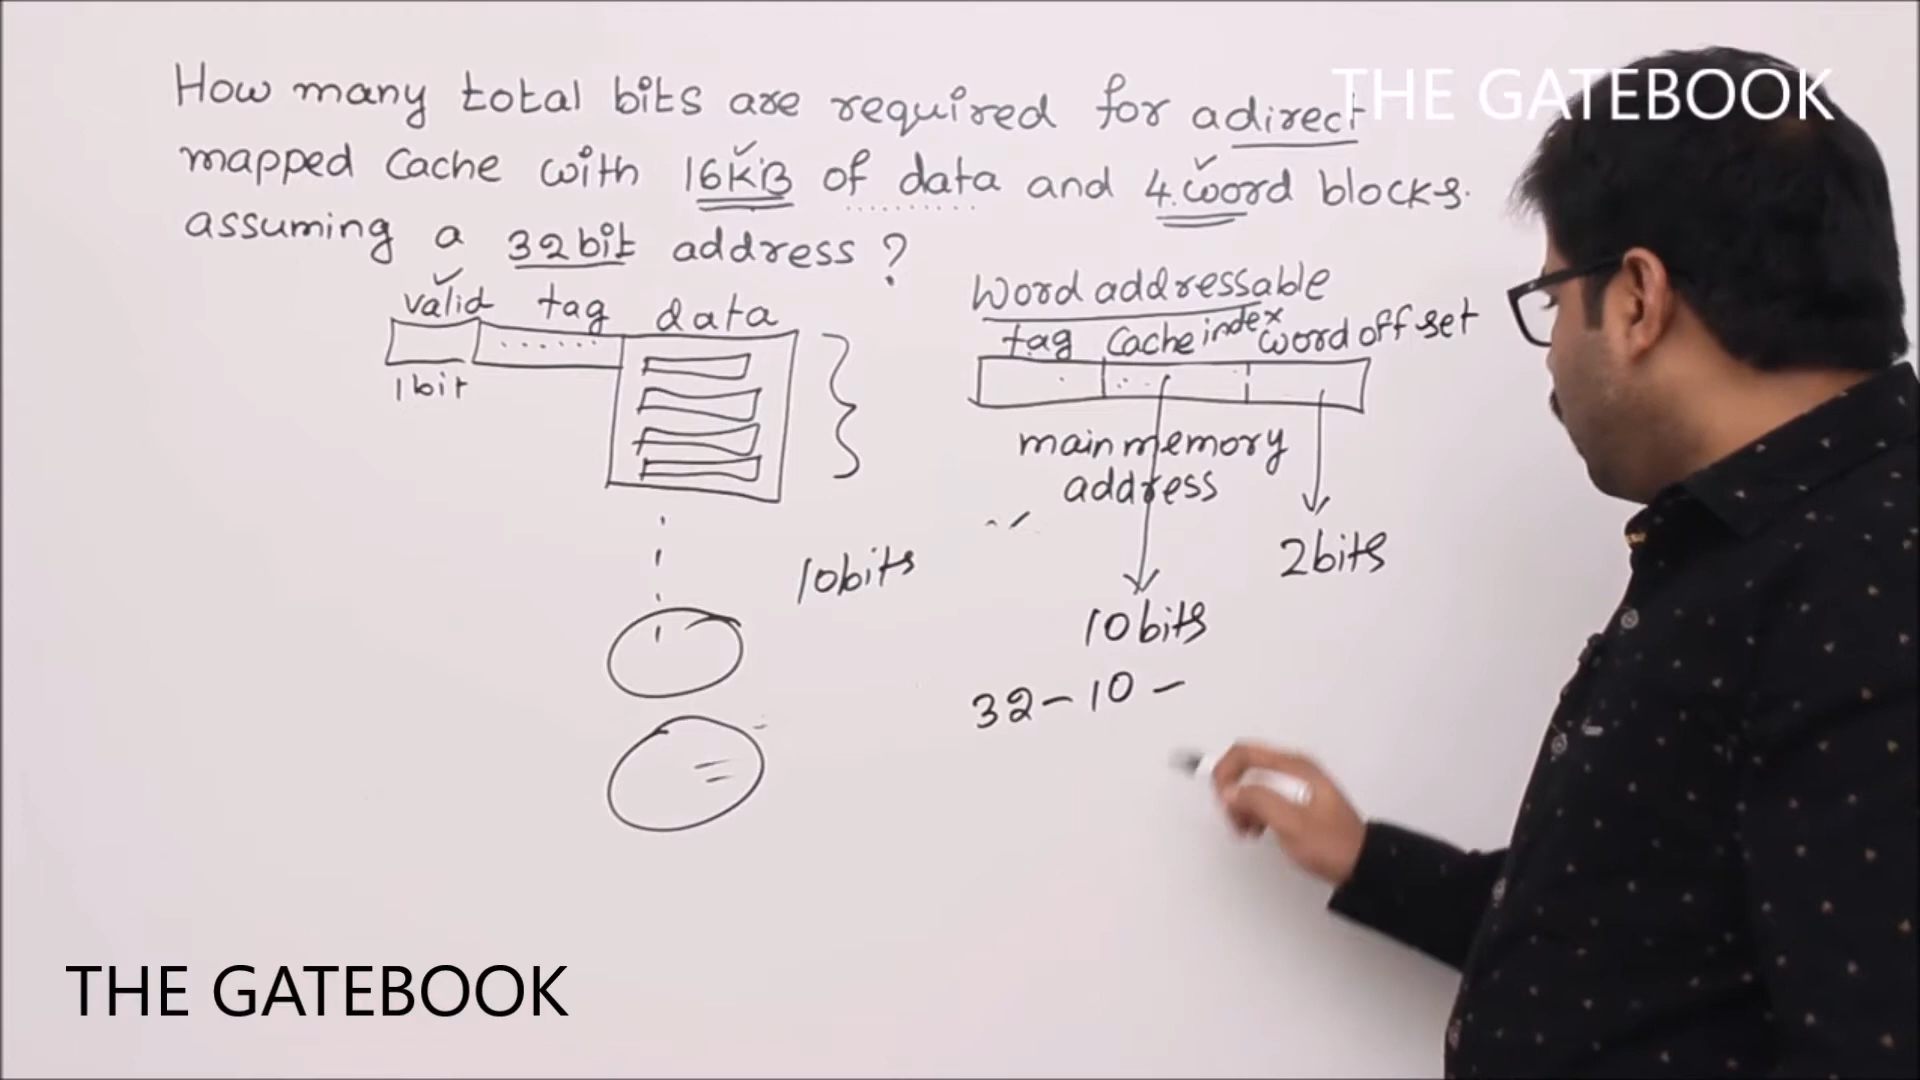 How many total bits are required for a direct
mapped Cache with 16KB of data and 4.word blocks.
assuming a 32bit address?
valid tag data
1bit
Word addressable
tag Cache index word offset
main memory
address
10bits
2bits
10bits
32-10-
THE GATEBOOK
THE GATEBOOK